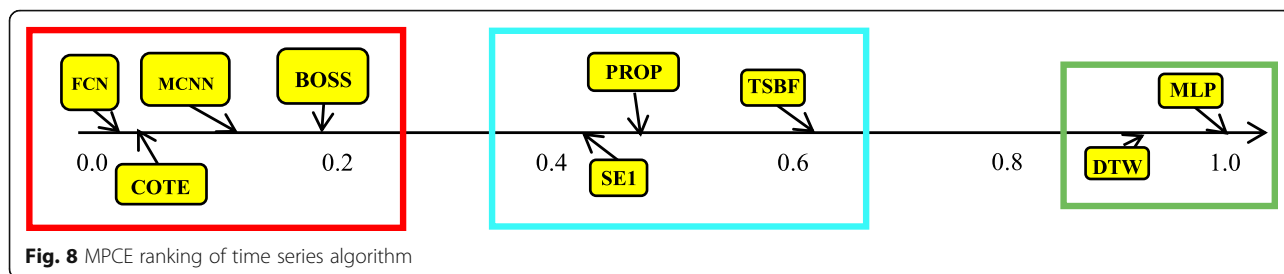 FCN MCNN BOSS PROP TSBF MLP
0.0 0.2 0.4 0.6 0.8 1.0
COTE SE1 DTW
Fig. 8 MPCE ranking of time series algorithm